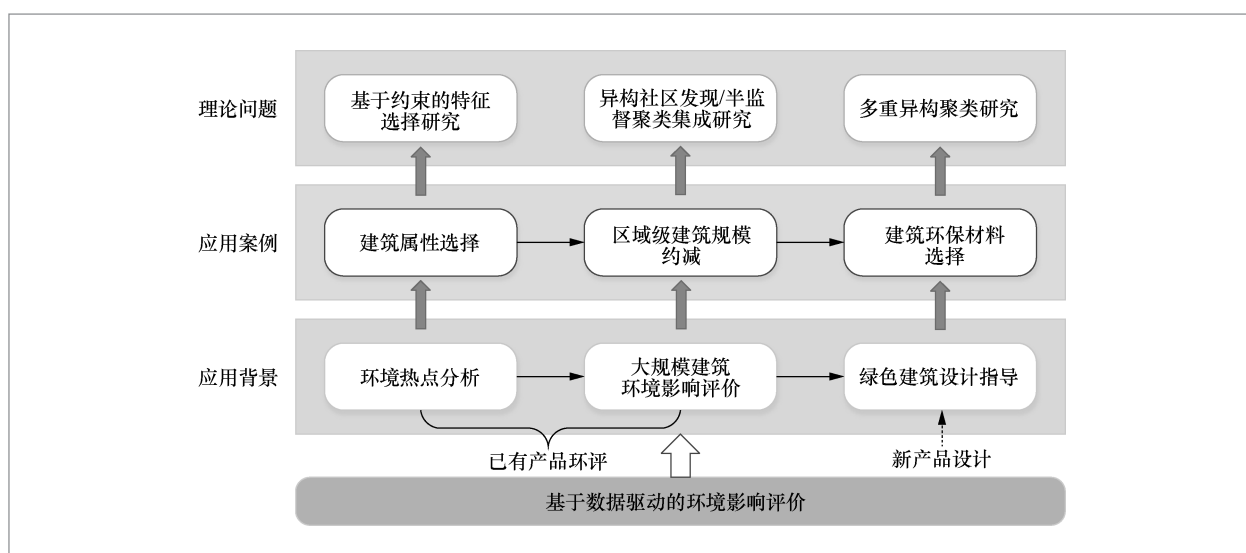 理论问题
基于约束的特征
选择研究
异构社区发现/半监
督聚类集成研究
多重异构聚类研究
应用案例
建筑属性选择
区域级建筑规模
约减
建筑环保材料
选择
应用背景
环境热点分析
大规模建筑
环境影响评价
绿色建筑设计指导
已有产品环评
新产品设计
基于数据驱动的环境影响评价